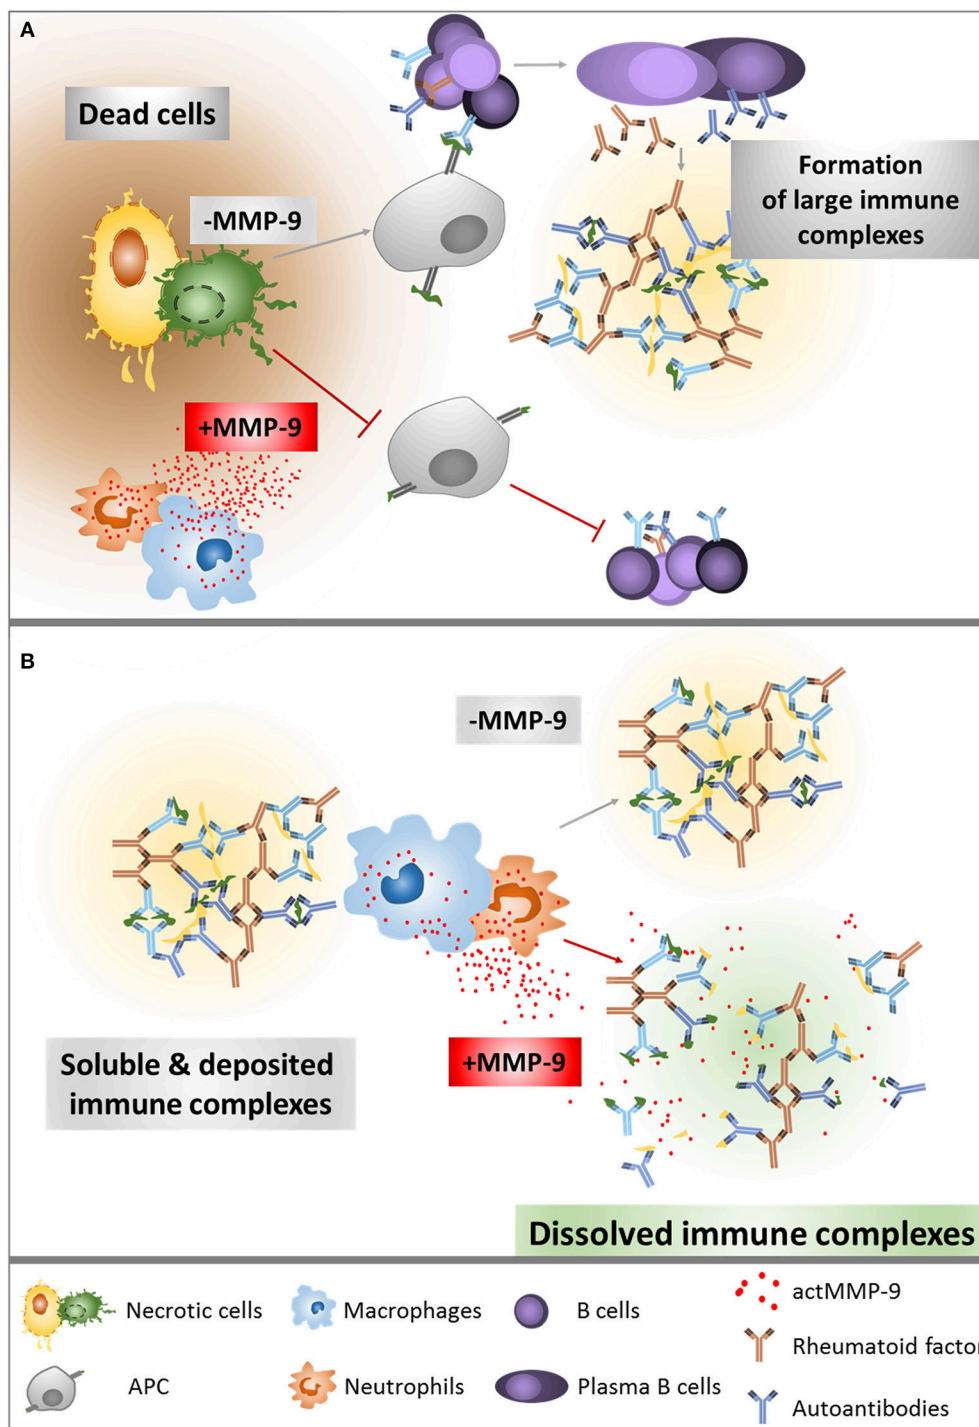 A
Dead cells
-MMP-9
Formation
of large immune
complexes
+MMP-9
B
-MMP-9
Soluble & deposited
immune complexes
+MMP-9
Dissolved immune complexes
Necrotic cells
Macrophages
B cells
actMMP-9
Rheumatoid factor
APC
Neutrophils
Plasma B cells
Autoantibodies